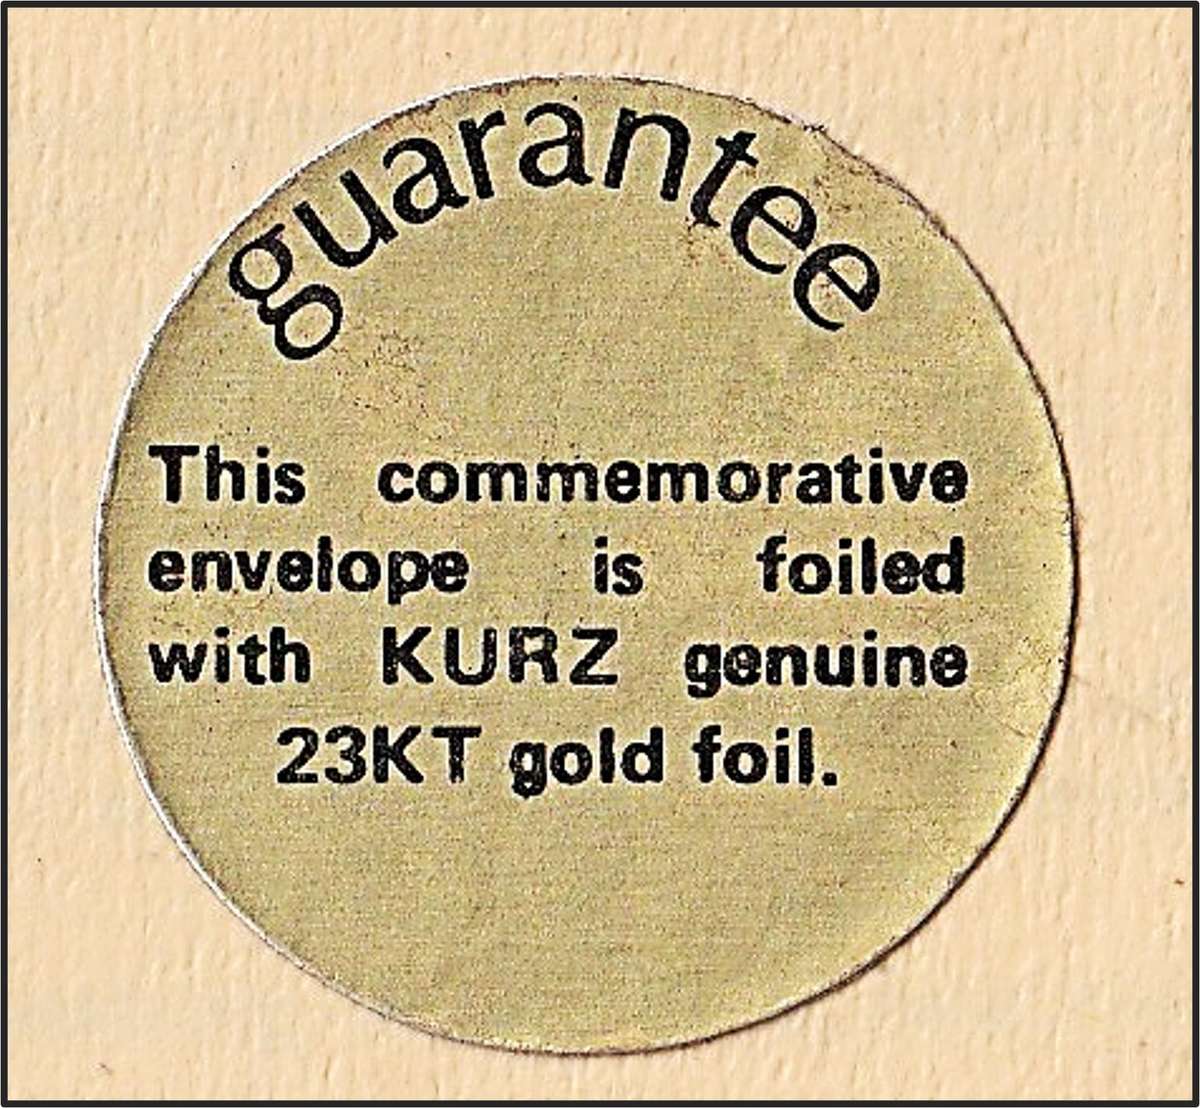 guarantee
This commemorative
envelope is foiled
with KURZ genuine
23KT gold foil.